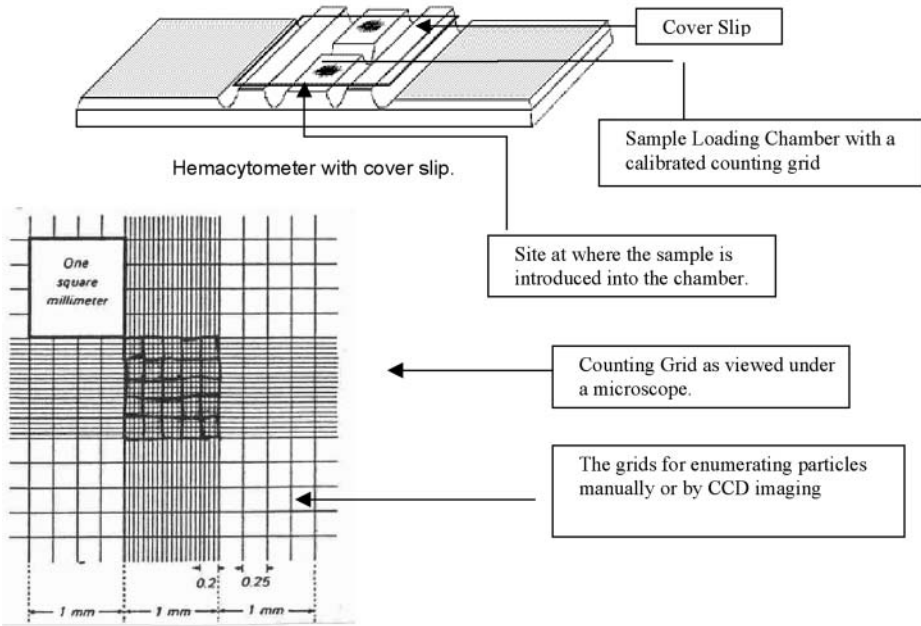 Cover Slip
Sample Loading Chamber with a
calibrated counting grid
Hemacytometer with cover slip.
Site at where the sample is
introduced into the chamber.
One
square
millimeter
Counting Grid as viewed under
a microscope.
The grids for enumerating particles
manually or by CCD imaging
0.2 0.25
1 mm 1 mm 1 mm